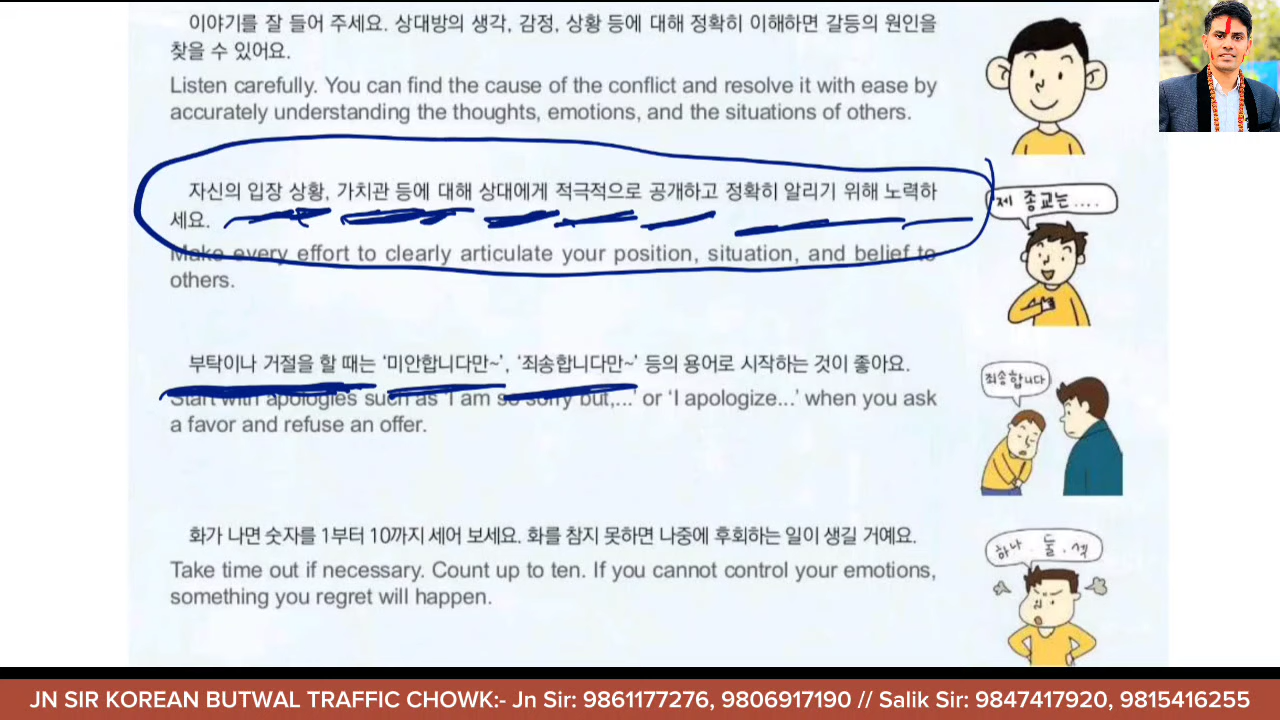 이야기를 잘 들어 주세요. 상대방의 생각, 감정, 상황 등에 대해 정확히 이해하면 갈등의 원인을
찾을 수 있어요.
Listen carefully. You can find the cause of the conflict and resolve it with ease by
accurately understanding the thoughts, emotions, and the situations of others.
자신의 입장 상황, 가치관 등에 대해 상대에게 적극적으로 공개하고 정확히 알리기 위해 노력하
세요.
제 종교는....
Make every effort to clearly articulate your position, situation, and belief to
others.
부탁이나 거절을 할 때는 ‘미안합니다만~’, ‘죄송합니다만~’ 등의 용어로 시작하는 것이 좋아요.
죄송합니다
Start with apologies such as ‘I am so sorry but,...’ or ‘I apologize...’ when you ask
a favor and refuse an offer.
화가 나면 숫자를 1부터 10까지 세어 보세요. 화를 참지 못하면 나중에 후회하는 일이 생길 거예요.
하나. 둘. 셋
Take time out if necessary. Count up to ten. If you cannot control your emotions,
something you regret will happen.
JN SIR KOREAN BUTWAL TRAFFIC CHOWK:- Jn Sir: 9861177276, 9806917190 // Salik Sir: 9847417920, 9815416255